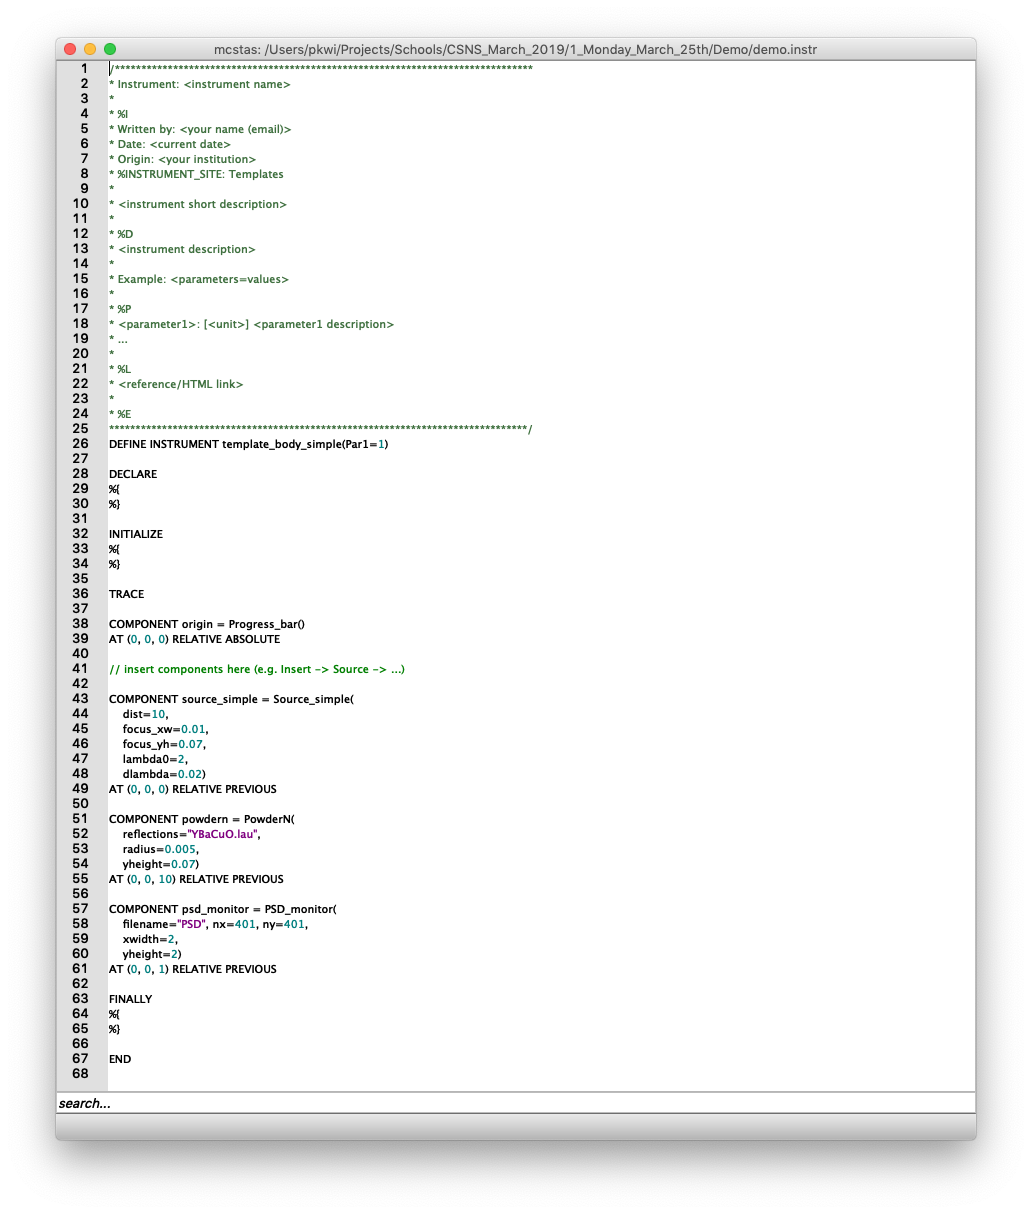 mcstas: /Users/pkwi/Projects/Schools/CSNS_March_2019/1_Monday_March_25th/Demo/demo.instr
1 /*******************************************************************************
2 * Instrument: <instrument name>
3 *
4 * %I
5 * Written by: <your name (email)>
6 * Date: <current date>
7 * Origin: <your institution>
8 * %INSTRUMENT_SITE: Templates
9 *
10 * <instrument short description>
11 *
12 * %D
13 * <instrument description>
14 *
15 * Example: <parameters=values>
16 *
17 * %P
18 * <parameter1>: [<unit>] <parameter1 description>
19 * ...
20 *
21 * %L
22 * <reference/HTML link>
23 *
24 * %E
25 *******************************************************************************/
26 DEFINE INSTRUMENT template_body_simple(Par1=1)
27
28 DECLARE
29 %{
30 %}
31
32 INITIALIZE
33 %{
34 %}
35
36 TRACE
37
38 COMPONENT origin = Progress_bar()
39 AT (0, 0, 0) RELATIVE ABSOLUTE
40
41 // insert components here (e.g. Insert -> Source -> ...)
42
43 COMPONENT source_simple = Source_simple(
44 dist=10,
45 focus_xw=0.01,
46 focus_yh=0.07,
47 lambda0=2,
48 dlambda=0.02)
49 AT (0, 0, 0) RELATIVE PREVIOUS
50
51 COMPONENT powdern = PowderN(
52 reflections="YBaCuO.lau",
53 radius=0.005,
54 yheight=0.07)
55 AT (0, 0, 10) RELATIVE PREVIOUS
56
57 COMPONENT psd_monitor = PSD_monitor(
58 filename="PSD", nx=401, ny=401,
59 xwidth=2,
60 yheight=2)
61 AT (0, 0, 1) RELATIVE PREVIOUS
62
63 FINALLY
64 %{
65 %}
66
67 END
68
search...